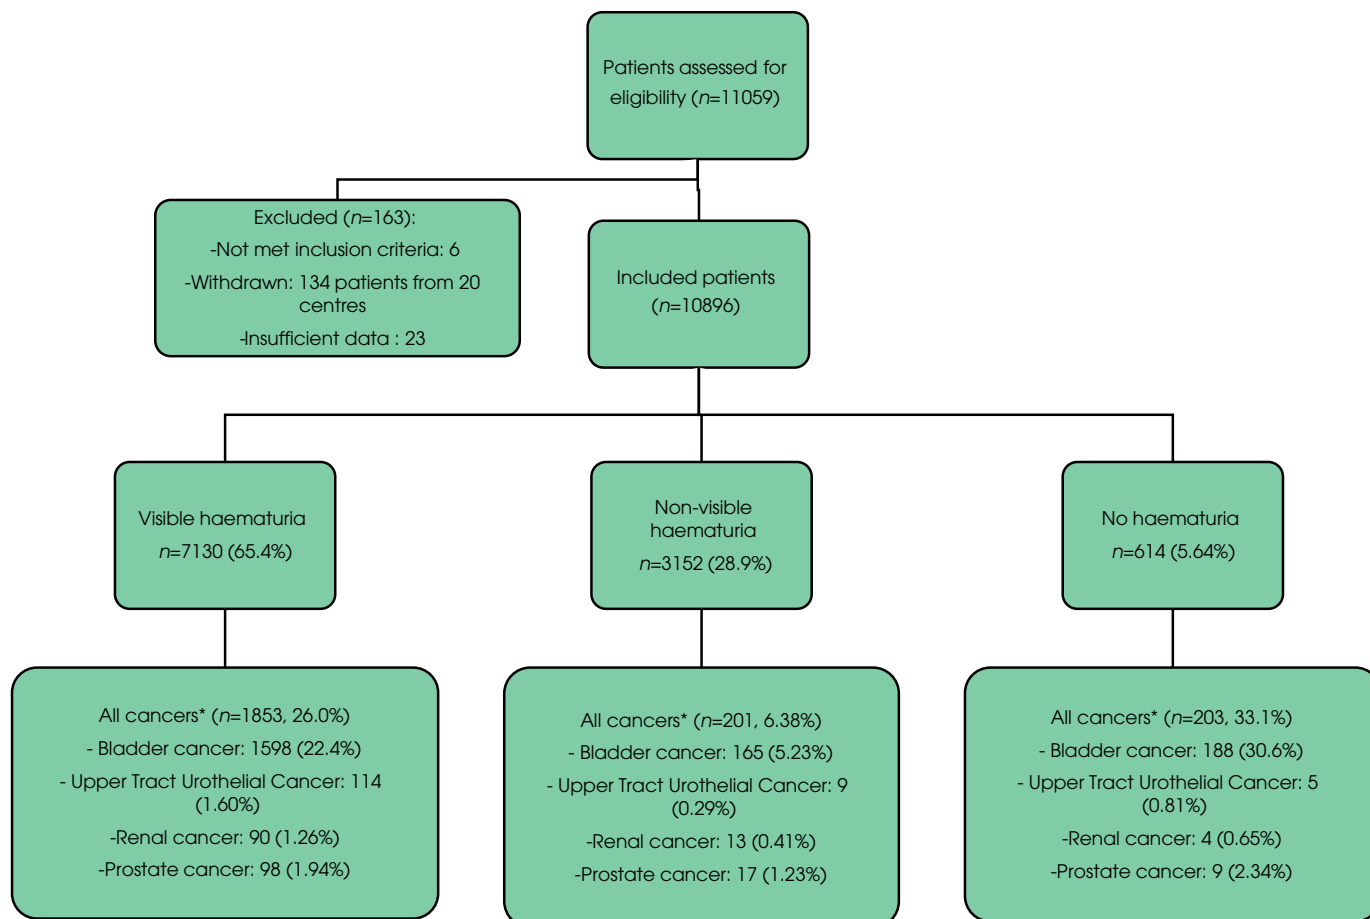 Patients assessed for
eligibility (n=11059)
Excluded (n=163):
-Not met inclusion criteria: 6
-Withdrawn: 134 patients from 20
centres
-Insufficient data : 23
Included patients
(n=10896)
Visible haematuria
n=7130 (65.4%)
Non-visible
haematuria
n=3152 (28.9%)
No haematuria
n=614 (5.64%)
All cancers* (n=1853, 26.0%)
- Bladder cancer: 1598 (22.4%)
- Upper Tract Urothelial Cancer: 114
(1.60%)
-Renal cancer: 90 (1.26%)
-Prostate cancer: 98 (1.94%)
All cancers* (n=201, 6.38%)
- Bladder cancer: 165 (5.23%)
- Upper Tract Urothelial Cancer: 9
(0.29%)
-Renal cancer: 13 (0.41%)
-Prostate cancer: 17 (1.23%)
All cancers* (n=203, 33.1%)
- Bladder cancer: 188 (30.6%)
- Upper Tract Urothelial Cancer: 5
(0.81%)
-Renal cancer: 4 (0.65%)
-Prostate cancer: 9 (2.34%)